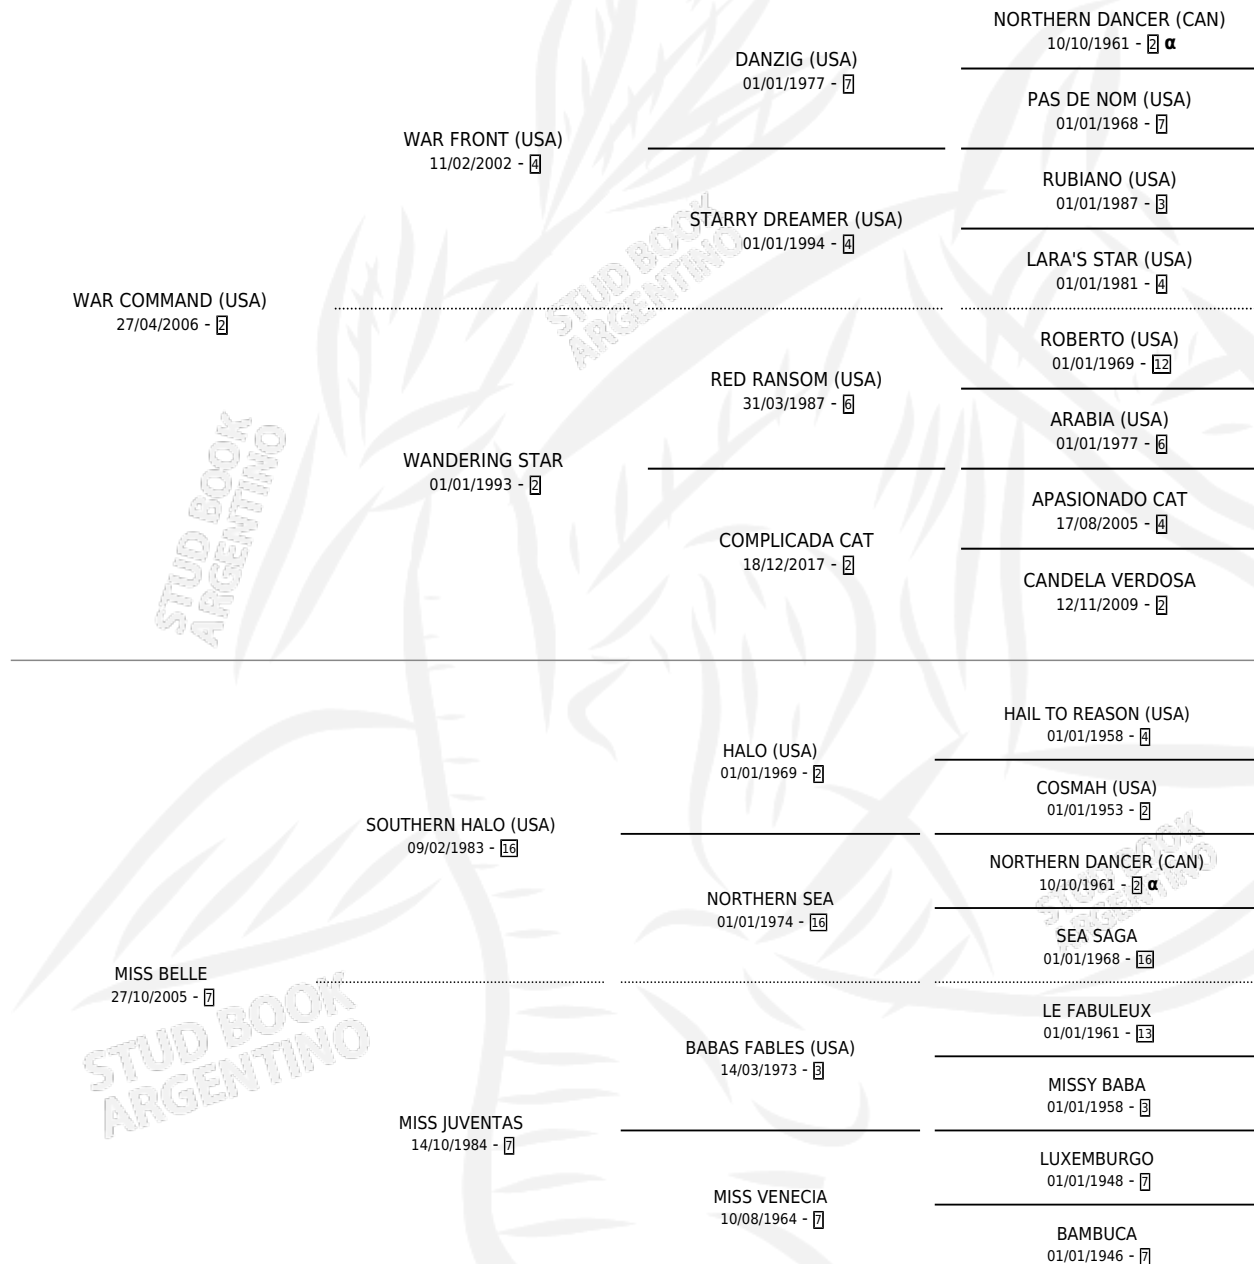 NORTHERN DANCER (CAN)
10/10/1961 - 2 α
DANZIG (USA)
01/01/1977 - 7
PAS DE NOM (USA)
01/01/1968 - 7
WAR FRONT (USA)
11/02/2002 - 4
RUBIANO (USA)
01/01/1987 - 3
STARRY DREAMER (USA)
01/01/1994 - 4
LARA'S STAR (USA)
01/01/1981 - 4
WAR COMMAND (USA)
27/04/2006 - 2
ROBERTO (USA)
01/01/1969 - 12
RED RANSOM (USA)
31/03/1987 - 6
ARABIA (USA)
01/01/1977 - 6
WANDERING STAR
01/01/1993 - 2
APASIONADO CAT
17/08/2005 - 4
COMPLICADA CAT
18/12/2017 - 2
CANDELA VERDOSA
12/11/2009 - 2
HAIL TO REASON (USA)
01/01/1958 - 4
HALO (USA)
01/01/1969 - 2
COSMAH (USA)
01/01/1953 - 2
SOUTHERN HALO (USA)
09/02/1983 - 16
NORTHERN DANCER (CAN)
10/10/1961 - 2 α
NORTHERN SEA
01/01/1974 - 16
SEA SAGA
01/01/1968 - 16
MISS BELLE
27/10/2005 - 7
LE FABULEUX
01/01/1961 - 13
BABAS FABLES (USA)
14/03/1973 - 3
MISSY BABA
01/01/1958 - 3
MISS JUVENTAS
14/10/1984 - 7
LUXEMBURGO
01/01/1948 - 7
MISS VENECIA
10/08/1964 - 7
BAMBUCA
01/01/1946 - 7
STUD BOOK
ARGENTINO
STUD BOOK
ARGENTINO
STUD BOOK
ARGENTINO
STUD BOOK
ARGENTINO